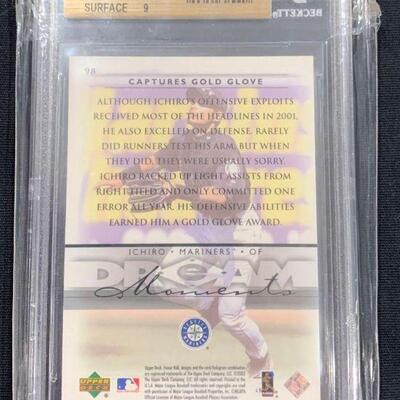 SURFACE 9
BECKETT
98
CAPTURES GOLD GLOVE
ALTHOUGH ICHIRO'S OFFENSIVE EXPLOITS
RECEIVED MOST OF THE HEADLINES IN 2001,
HE ALSO EXCELLED ON DEFENSE. RARELY
DID RUNNERS TEST HIS ARM, BUT WHEN
THEY DID, THEY WERE USUALLY SORRY.
ICHIRO RACKED UP EIGHT ASSISTS FROM
RIGHT FIELD AND ONLY COMMITTED ONE
ERROR ALL YEAR. HIS DEFENSIVE ABILITIES
EARNED HIM A GOLD GLOVE AWARD.
ICHIRO • MARINERS™ • OF
DREAM
Moments
UPPER DECK